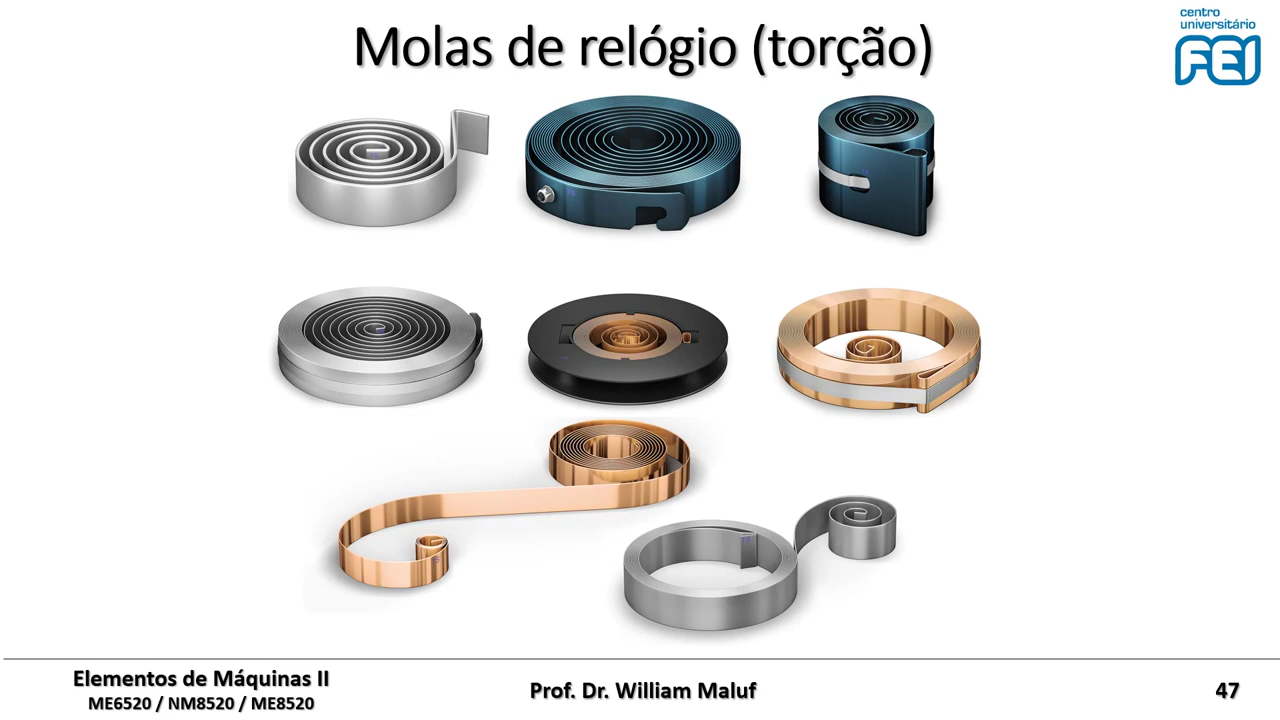 Molas de relógio (torção)
centro
universitário
FEI
Elementos de Máquinas II
ME6520 / NM8520 / ME8520
Prof. Dr. William Maluf
47